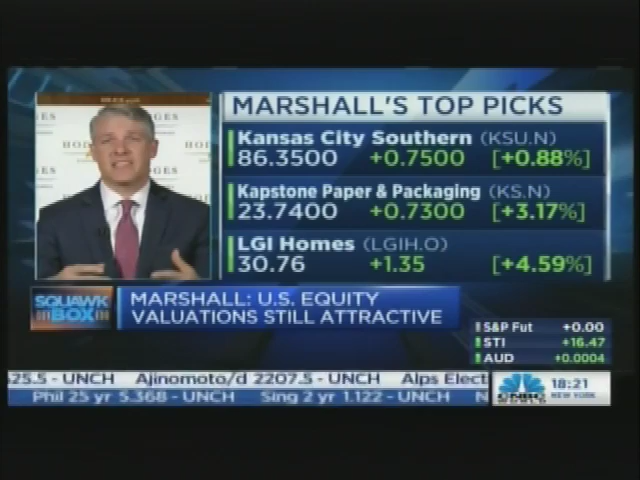 MARSHALL'S TOP PICKS
Kansas City Southern (KSU.N)
86.3500 +0.7500 [+0.88%]
Kapstone Paper & Packaging (KS.N)
23.7400 +0.7300 [+3.17%]
LGI Homes (LGIH.O)
30.76 +1.35 [+4.59%]
SQUAWK
BOX
MARSHALL: U.S. EQUITY
VALUATIONS STILL ATTRACTIVE
S&P Fut +0.00
STI +16.47
AUD +0.0004
525.5 - UNCH Ajinomoto/d 2207.5 - UNCH Alps Elect
Phil 25 yr 5.368 - UNCH Sing 2 yr 1.122 - UNCH N
CNBC
WORLD
18:21
NEW YORK